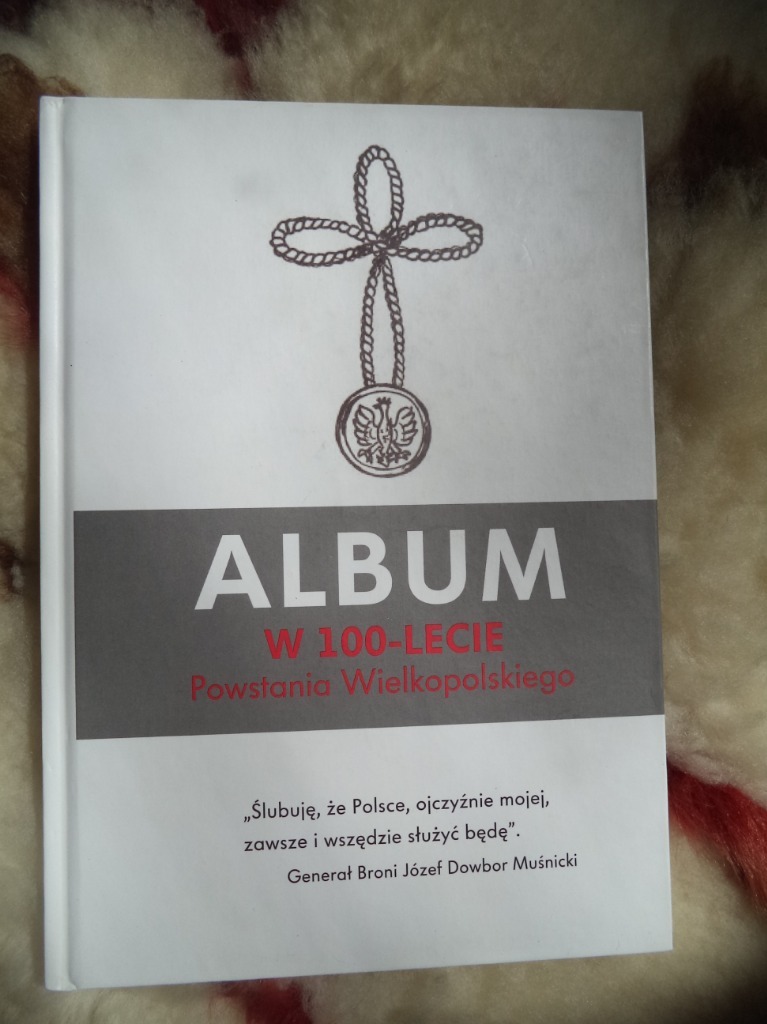 ALBUM
W 100-LECIE
Powstania Wielkopolskiego
„Ślubuję, że Polsce, ojczyźnie mojej,
zawsze i wszędzie służyć będę”.
Generał Broni Józef Dowbor Muśnicki